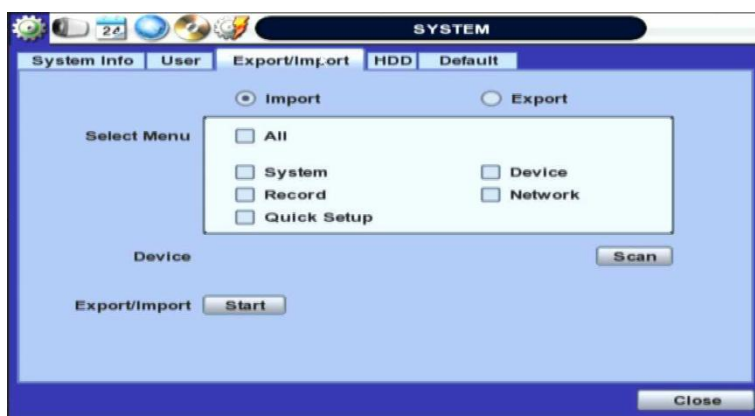 SYSTEM
System Info User Export/Import HDD Default
Import Export
Select Menu All
System Device
Record Network
Quick Setup
Device Scan
Export/Import Start
Close